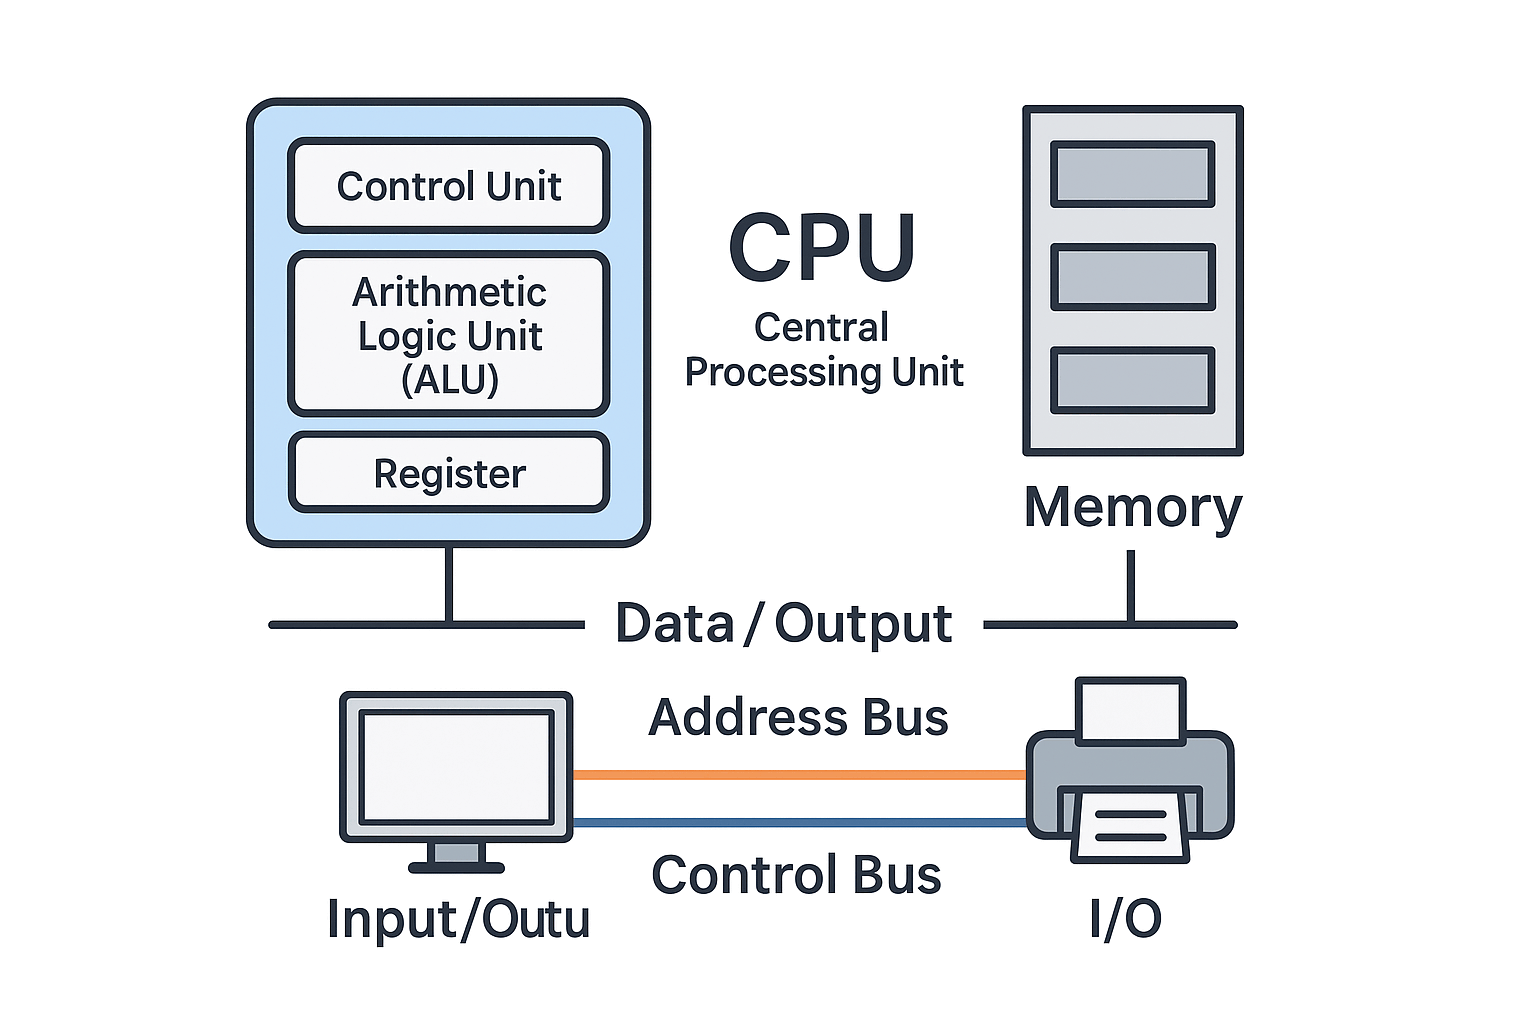 Control Unit
Arithmetic
Logic Unit
(ALU)
Register
CPU
Central
Processing Unit
Memory
Data / Output
Address Bus
Control Bus
Input/Outu
I/O